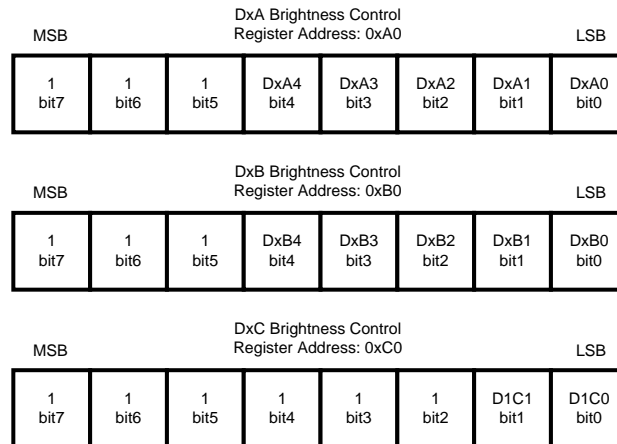 DxA Brightness Control
MSB Register Address: 0xA0 LSB
1 1 1 DxA4 DxA3 DxA2 DxA1 DxA0
bit7 bit6 bit5 bit4 bit3 bit2 bit1 bit0
DxB Brightness Control
MSB Register Address: 0xB0 LSB
1 1 1 DxB4 DxB3 DxB2 DxB1 DxB0
bit7 bit6 bit5 bit4 bit3 bit2 bit1 bit0
DxC Brightness Control
MSB Register Address: 0xC0 LSB
1 1 1 1 1 1 D1C1 D1C0
bit7 bit6 bit5 bit4 bit3 bit2 bit1 bit0